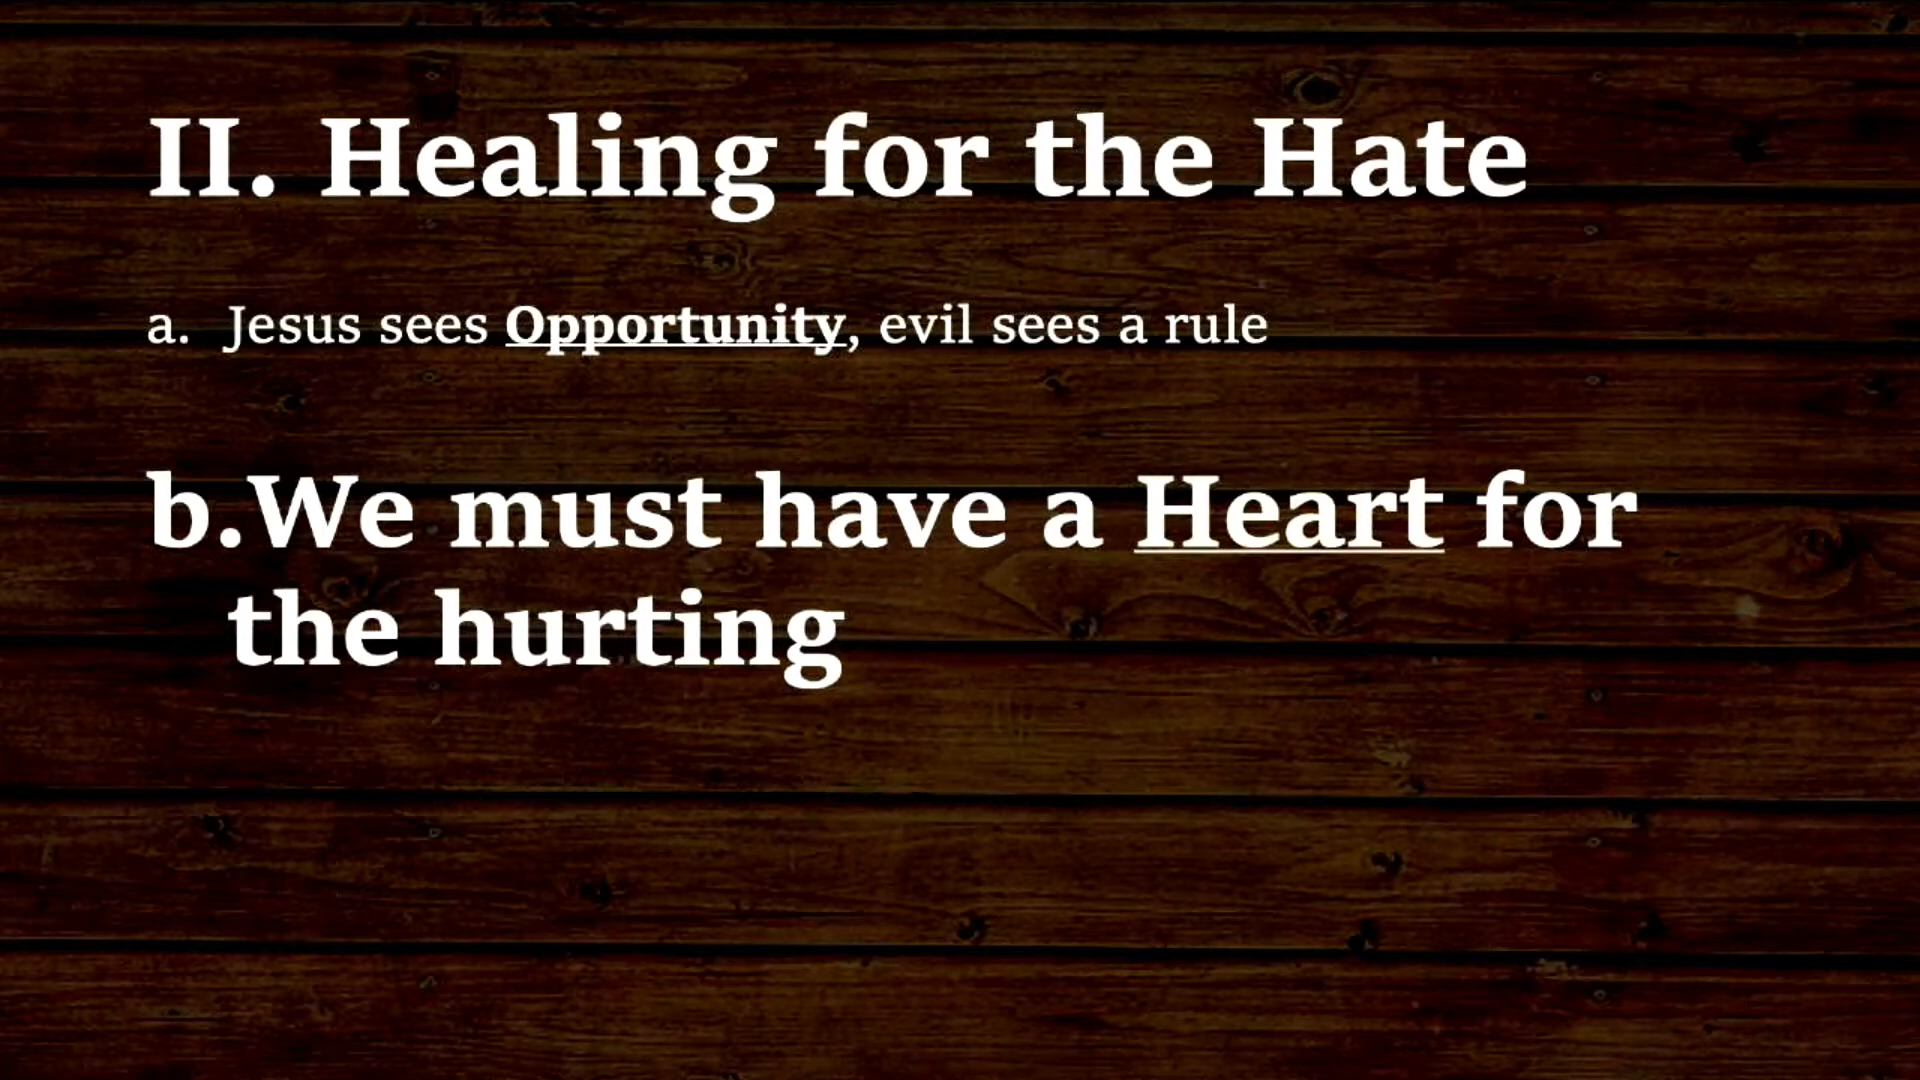 II. Healing for the Hate
a. Jesus sees Opportunity, evil sees a rule
b.We must have a Heart for
the hurting